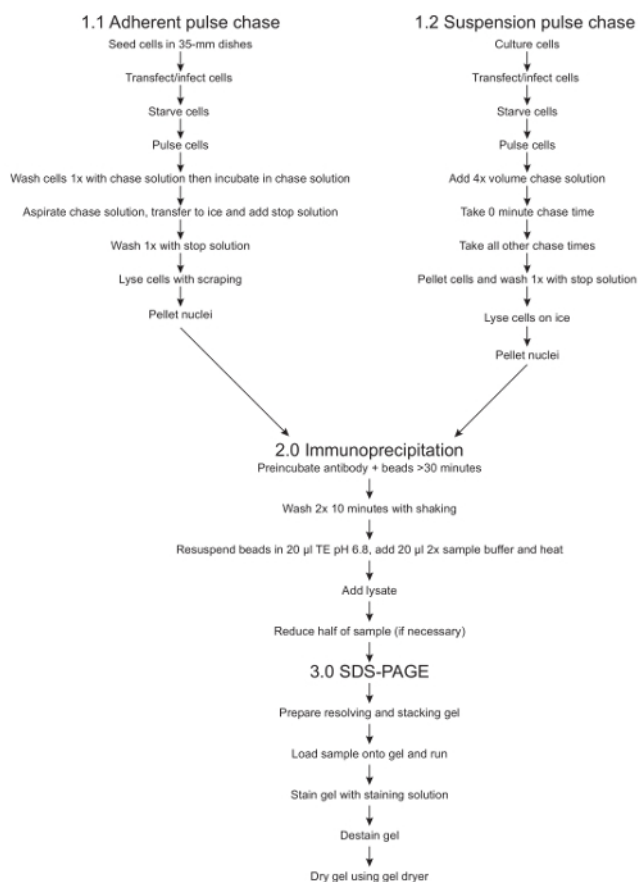 1.1 Adherent pulse chase
Seed cells in 35-mm dishes
Transfect/infect cells
Starve cells
Pulse cells
Wash cells 1x with chase solution then incubate in chase solution
Aspirate chase solution, transfer to ice and add stop solution
Wash 1x with stop solution
Lyse cells with scraping
Pellet nuclei
1.2 Suspension pulse chase
Culture cells
Transfect/infect cells
Starve cells
Pulse cells
Add 4x volume chase solution
Take 0 minute chase time
Take all other chase times
Pellet cells and wash 1x with stop solution
Lyse cells on ice
Pellet nuclei
2.0 Immunoprecipitation
Preincubate antibody + beads >30 minutes
Wash 2x 10 minutes with shaking
Resuspend beads in 20 µl TE pH 6.8, add 20 µl 2x sample buffer and heat
Add lysate
Reduce half of sample (if necessary)
3.0 SDS-PAGE
Prepare resolving and stacking gel
Load sample onto gel and run
Stain gel with staining solution
Destain gel
Dry gel using gel dryer